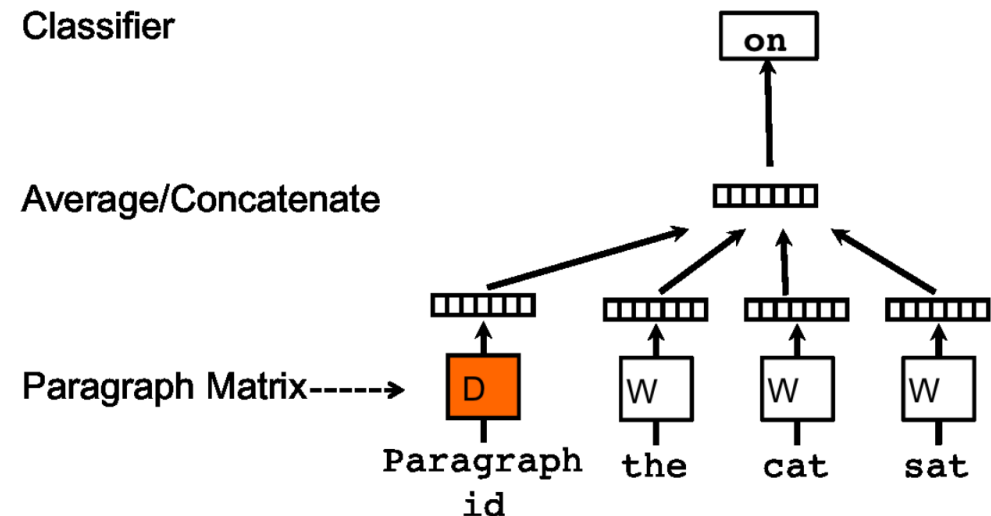 Classifier
on
Average/Concatenate
Paragraph Matrix----->
D
W
W
W
Paragraph
id
the
cat
sat